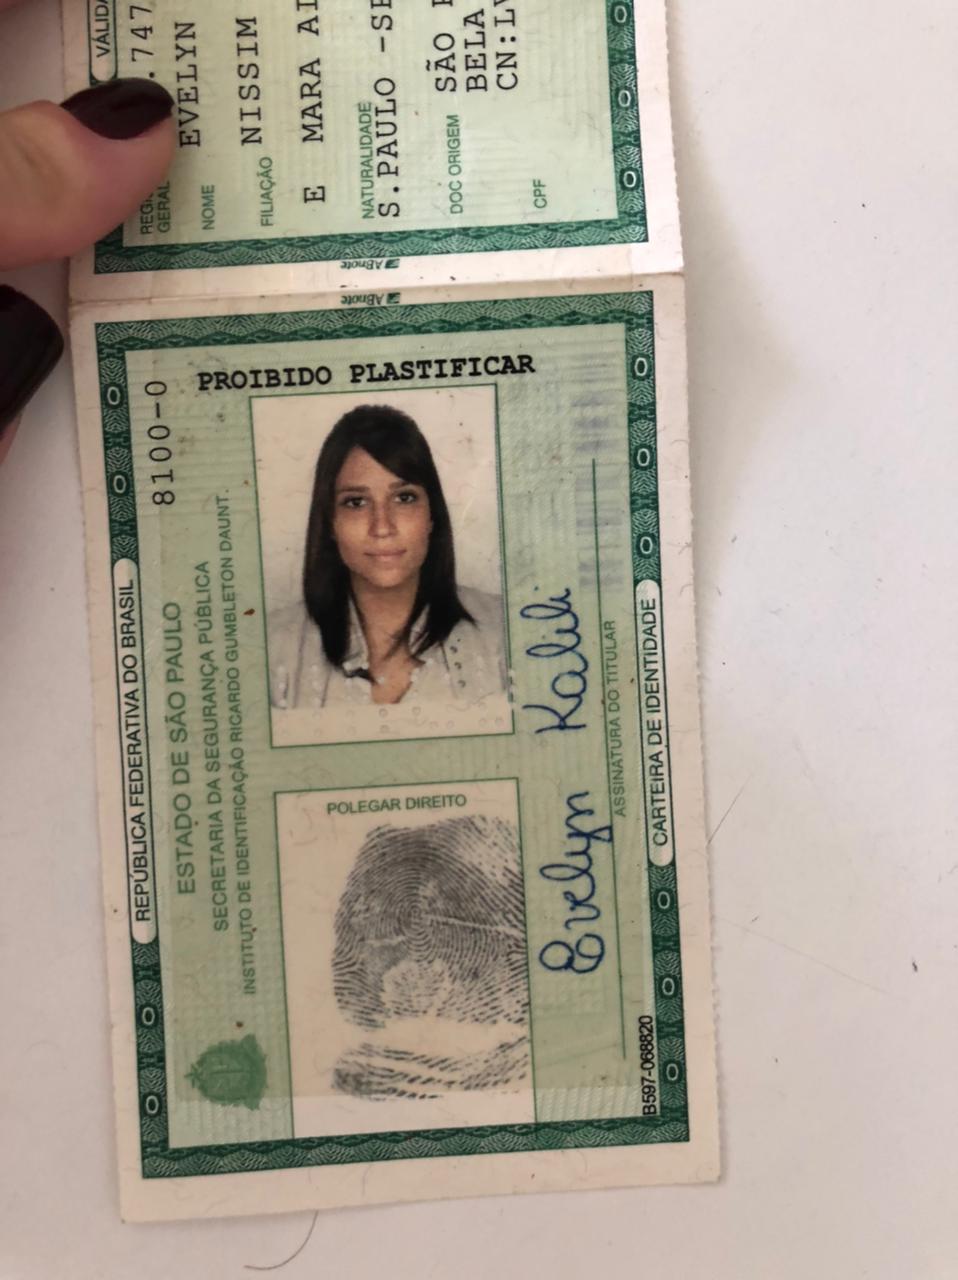 VÁLIDA
REGI
GERAL
.747
NOME
EVELYN
FILIAÇÃO
NISSIM
E MARA
NATURALIDADE
S.PAULO -
DOC ORIGEM
SÃO
BELA
CN:LV
CPF
ABnote
ABnote
REPÚBLICA FEDERATIVA DO BRASIL
8100-0
ESTADO DE SÃO PAULO
SECRETARIA DA SEGURANÇA PÚBLICA
INSTITUTO DE IDENTIFICAÇÃO RICARDO GUMBLETON DAUNT.
PROIBIDO PLASTIFICAR
POLEGAR DIREITO
Evelyn Kalili
ASSINATURA DO TITULAR
CARTEIRA DE IDENTIDADE
B597-068820